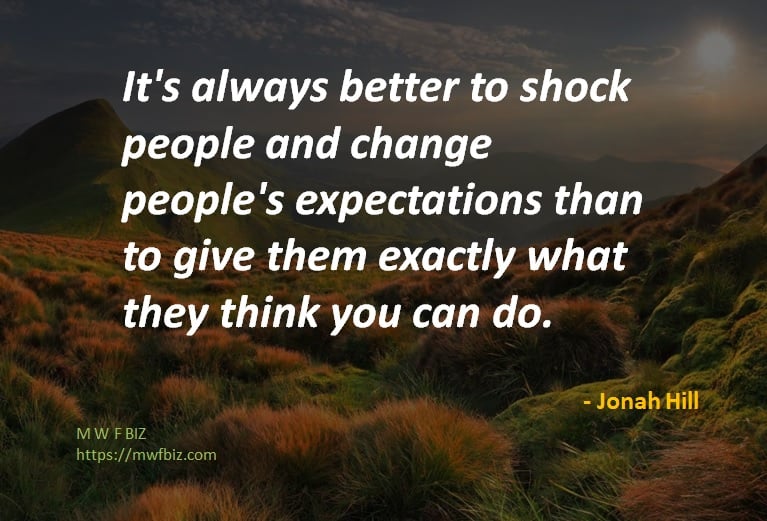 It's always better to shock
people and change
people's expectations than
to give them exactly what
they think you can do.
- Jonah Hill
M W F BIZ
https://mwfbiz.com